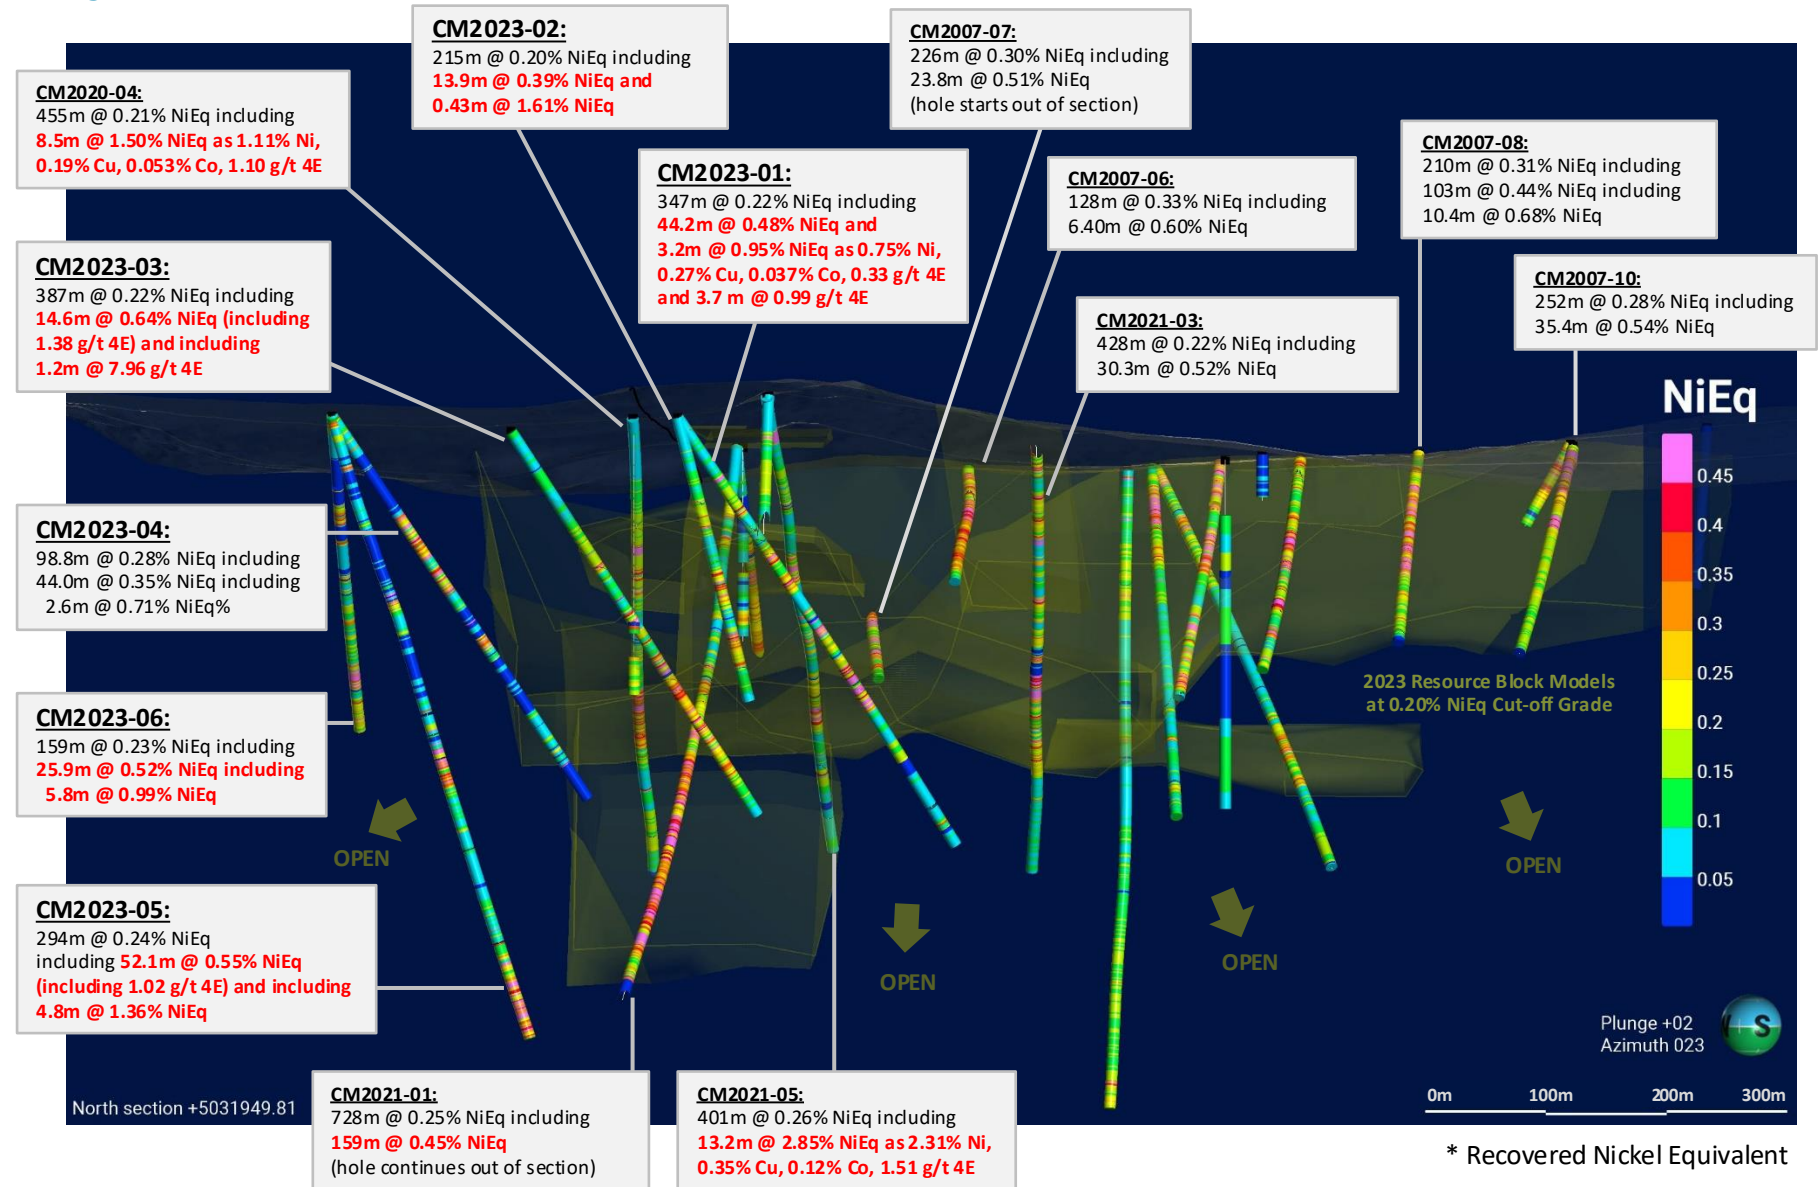 CM2023-02:
215m @ 0.20% NiEq including
13.9m @ 0.39% NiEq and
0.43m @ 1.61% NiEq
CM2007-07:
226m @ 0.30% NiEq including
23.8m @ 0.51% NiEq
(hole starts out of section)
CM2020-04:
455m @ 0.21% NiEq including
8.5m @ 1.50% NiEq as 1.11% Ni,
0.19% Cu, 0.053% Co, 1.10 g/t 4E
CM2023-01:
347m @ 0.22% NiEq including
44.2m @ 0.48% NiEq and
3.2m @ 0.95% NiEq as 0.75% Ni,
0.27% Cu, 0.037% Co, 0.33 g/t 4E
and 3.7 m @ 0.99 g/t 4E
CM2007-06:
128m @ 0.33% NiEq including
6.40m @ 0.60% NiEq
CM2007-08:
210m @ 0.31% NiEq including
103m @ 0.44% NiEq including
10.4m @ 0.68% NiEq
CM2023-03:
387m @ 0.22% NiEq including
14.6m @ 0.64% NiEq (including
1.38 g/t 4E) and including
1.2m @ 7.96 g/t 4E
CM2021-03:
428m @ 0.22% NiEq including
30.3m @ 0.52% NiEq
CM2007-10:
252m @ 0.28% NiEq including
35.4m @ 0.54% NiEq
NiEq
0.45
0.4
0.35
0.3
0.25
0.2
0.15
0.1
0.05
CM2023-04:
98.8m @ 0.28% NiEq including
44.0m @ 0.35% NiEq including
2.6m @ 0.71% NiEq%
CM2023-06:
159m @ 0.23% NiEq including
25.9m @ 0.52% NiEq including
5.8m @ 0.99% NiEq
2023 Resource Block Models
at 0.20% NiEq Cut-off Grade
OPEN
OPEN
OPEN
OPEN
CM2023-05:
294m @ 0.24% NiEq
including 52.1m @ 0.55% NiEq
(including 1.02 g/t 4E) and including
4.8m @ 1.36% NiEq
Plunge +02
Azimuth 023
S
North section +5031949.81
0m 100m 200m 300m
CM2021-01:
728m @ 0.25% NiEq including
159m @ 0.45% NiEq
(hole continues out of section)
CM2021-05:
401m @ 0.26% NiEq including
13.2m @ 2.85% NiEq as 2.31% Ni,
0.35% Cu, 0.12% Co, 1.51 g/t 4E
* Recovered Nickel Equivalent